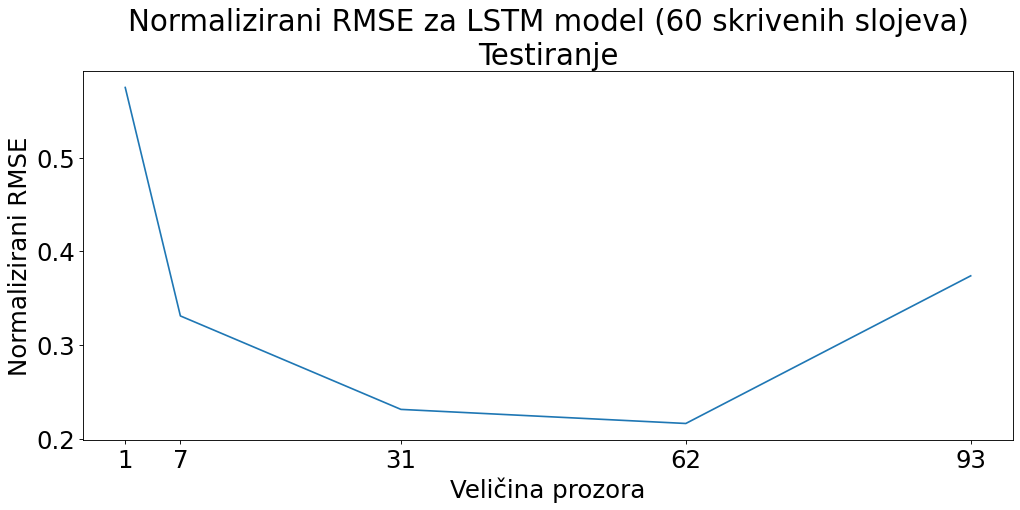 Normalizirani RMSE za LSTM model (60 skrivenih slojeva)
Testiranje
Normalizirani RMSE
0.5
0.4
0.3
0.2
1 7 31 62 93
Veličina prozora